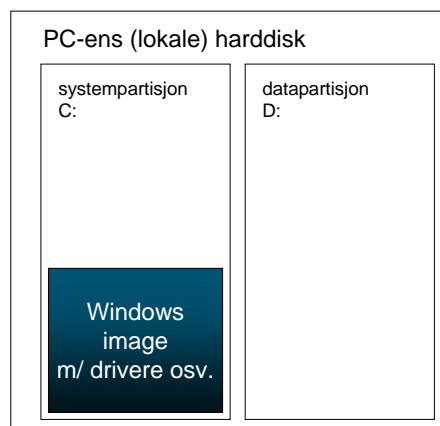 PC-ens (lokale) harddisk
systempartisjon
C:
datapartisjon
D:
Windows
image
m/ drivere osv.